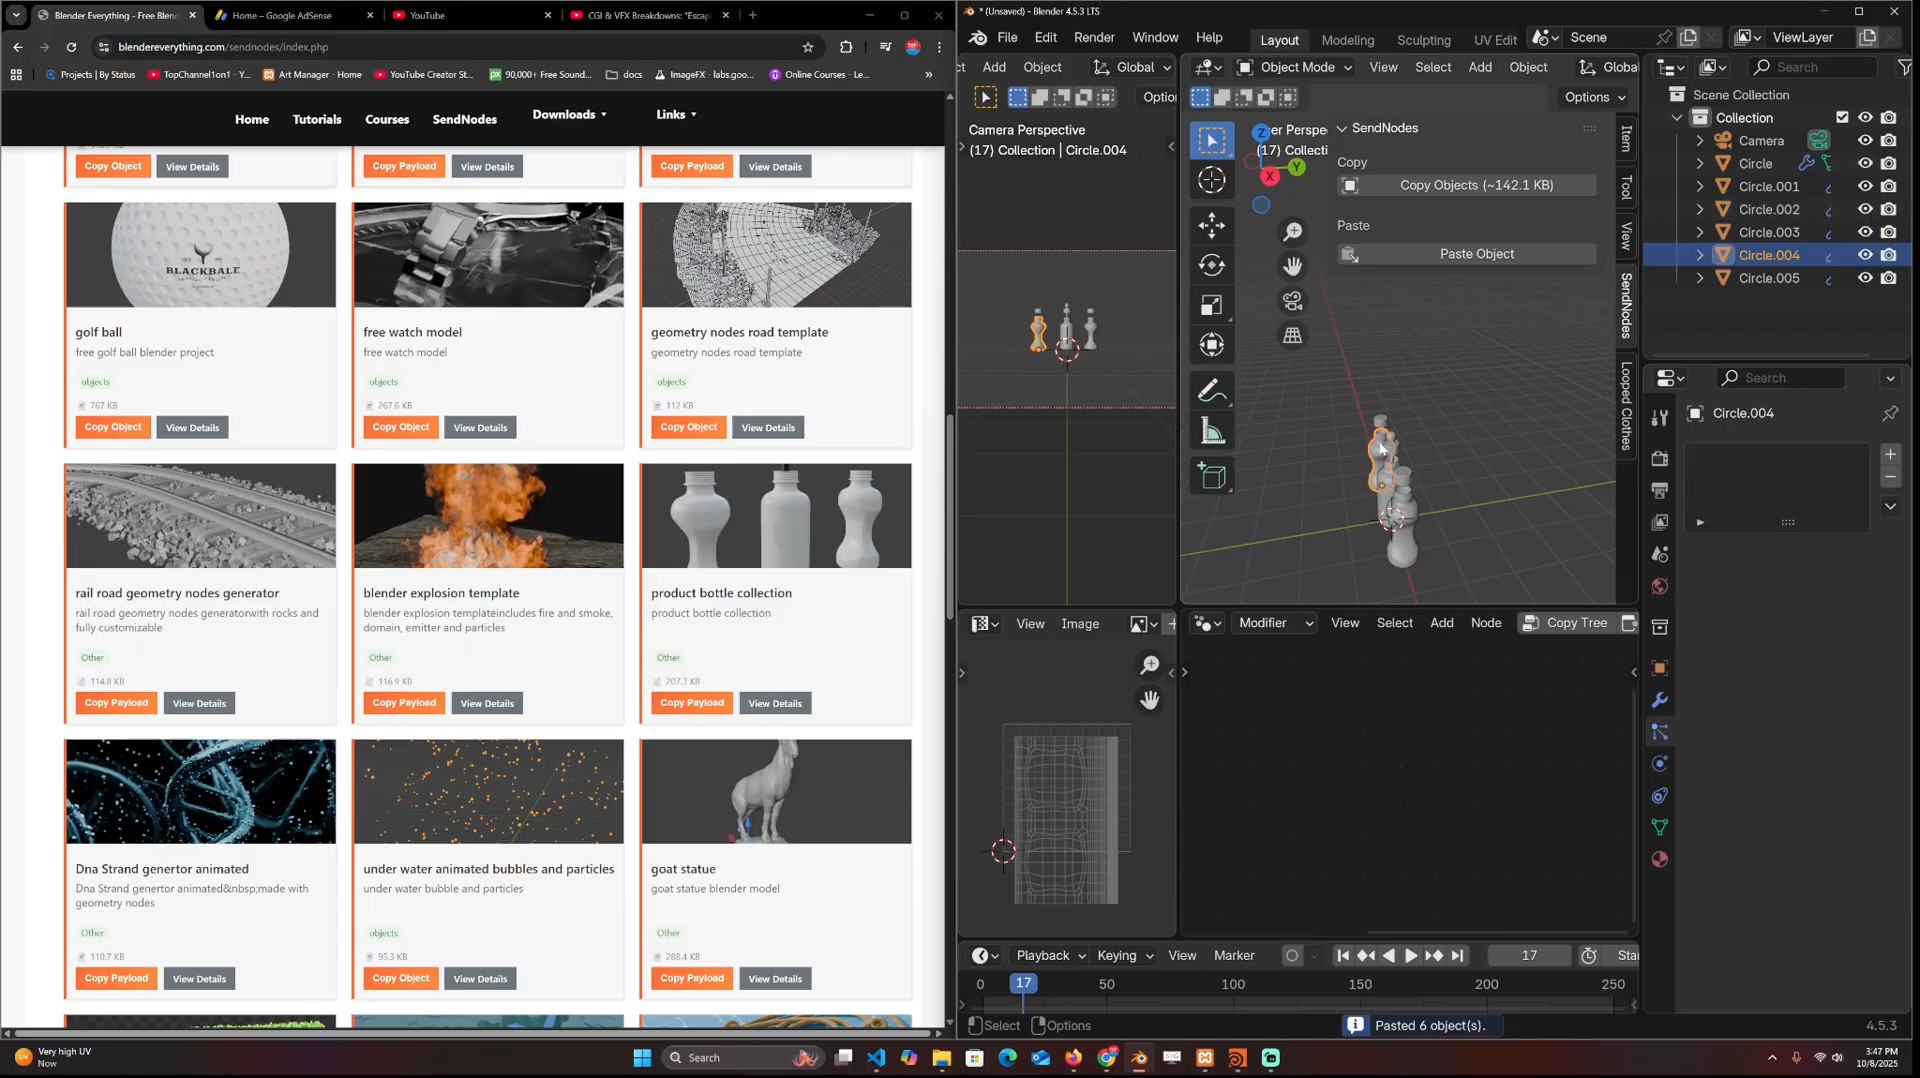 Blender Everything - Free Blend
Home – Google AdSense
YouTube
CGI & VFX Breakdowns: "Escap
blendereverything.com/sendnodes/index.php
Projects | By Status
TopChannel1on1 - Y...
Art Manager - Home
YouTube Creator St...
90,000+ Free Sound...
docs
ImageFX - labs.goo...
Online Courses - Le...
Home
Tutorials
Courses
SendNodes
Downloads
Links
Copy Object
View Details
Copy Payload
View Details
Copy Payload
View Details
BLACKBALE
golf ball
free golf ball blender project
objects
767 KB
Copy Object
View Details
free watch model
free watch model
objects
267.6 KB
Copy Object
View Details
geometry nodes road template
geometry nodes road template
objects
112 KB
Copy Object
View Details
rail road geometry nodes generator
rail road geometry nodes generatorwith rocks and
fully customizable
Other
114.8 KB
Copy Payload
View Details
blender explosion template
blender explosion templateincludes fire and smoke,
domain, emitter and particles
Other
116.9 KB
Copy Payload
View Details
product bottle collection
product bottle collection
Other
207.3 KB
Copy Payload
View Details
Dna Strand genertor animated
Dna Strand genertor animated&nbsp;made with
geometry nodes
Other
110.7 KB
Copy Payload
View Details
under water animated bubbles and particles
under water bubble and particles
objects
95.3 KB
Copy Object
View Details
goat statue
goat statue blender model
Other
288.4 KB
Copy Payload
View Details
* (Unsaved) - Blender 4.5.3 LTS
File
Edit
Render
Window
Help
Layout
Modeling
Sculpting
UV Edit
Scene
ViewLayer
Add
Object
Global
Object Mode
View
Select
Add
Object
Global
Search
Optio
Options
Camera Perspective
(17) Collection | Circle.004
er Perspe
(17) Collecti
Z
Y
X
SendNodes
Copy
Copy Objects (~142.1 KB)
Paste
Paste Object
Item
Tool
View
SendNodes
Looped Clothes
Scene Collection
Collection
Camera
Circle
Circle.001
Circle.002
Circle.003
Circle.004
Circle.005
Search
Circle.004
View
Image
Modifier
View
Select
Add
Node
Copy Tree
Playback
Keying
View
Marker
17
Star
0
17
50
100
150
200
250
Select
Options
Pasted 6 object(s).
4.5.3
Very high UV
Now
Search
3:47 PM
10/8/2025